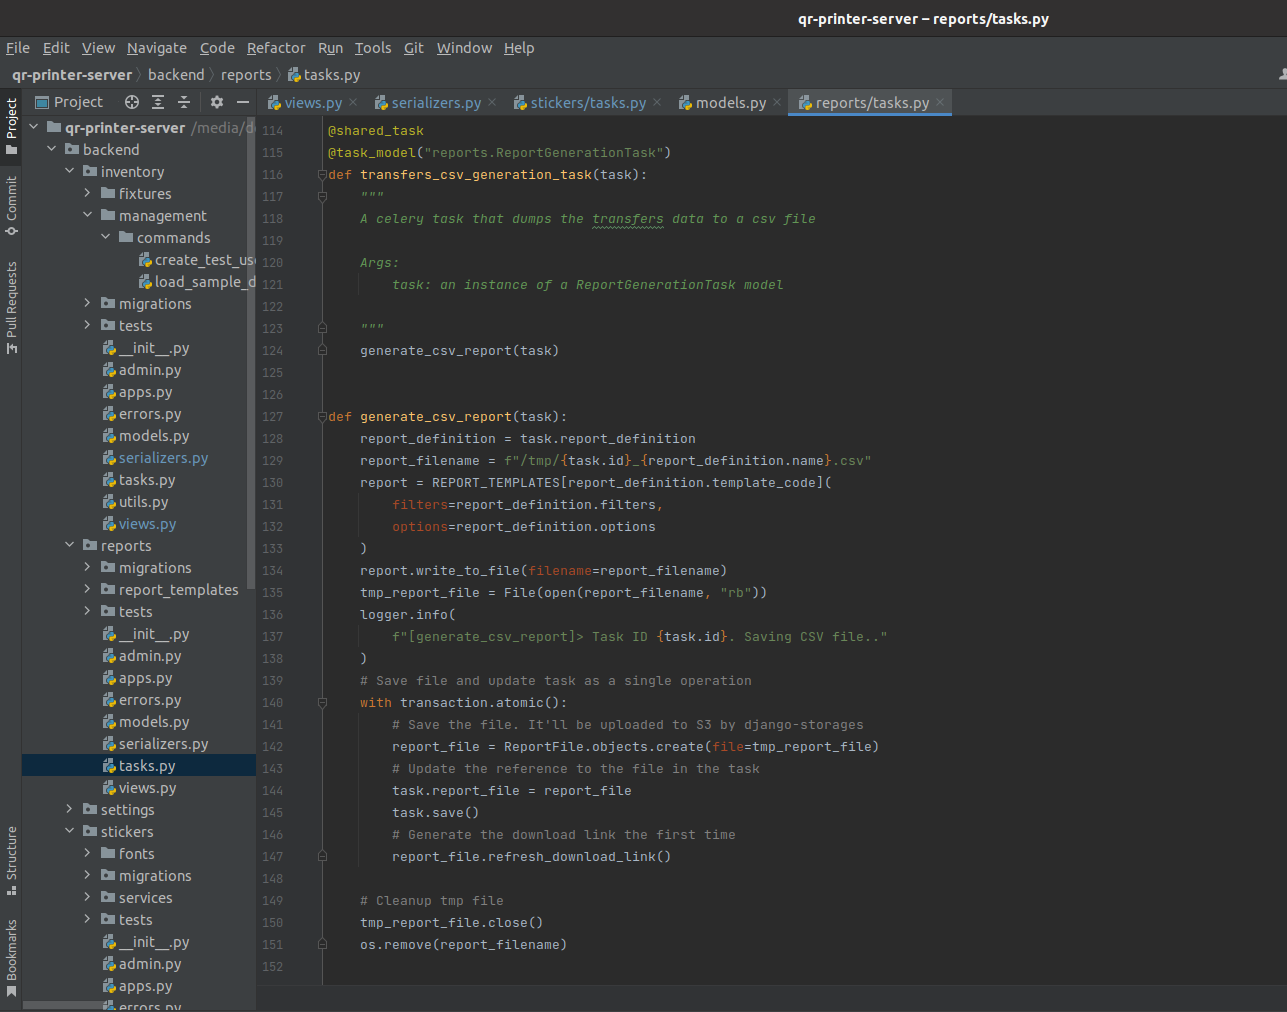 qr-printer-server – reports/tasks.py
File Edit View Navigate Code Refactor Run Tools Git Window Help
qr-printer-server backend reports tasks.py
Project
Commit
Pull Requests
Structure
Bookmarks
Project
qr-printer-server /media/d
backend
inventory
fixtures
management
commands
create_test_us
load_sample_d
migrations
tests
__init__.py
admin.py
apps.py
errors.py
models.py
serializers.py
tasks.py
utils.py
views.py
reports
migrations
report_templates
tests
__init__.py
admin.py
apps.py
errors.py
models.py
serializers.py
tasks.py
views.py
settings
stickers
fonts
migrations
services
tests
__init__.py
admin.py
apps.py
errors.py
views.py serializers.py stickers/tasks.py models.py reports/tasks.py
114 @shared_task
115 @task_model("reports.ReportGenerationTask")
116 def transfers_csv_generation_task(task):
117 """
118 A celery task that dumps the transfers data to a csv file
119
120 Args:
121 task: an instance of a ReportGenerationTask model
122
123 """
124 generate_csv_report(task)
125
126
127 def generate_csv_report(task):
128 report_definition = task.report_definition
129 report_filename = f"/tmp/{task.id}_{report_definition.name}.csv"
130 report = REPORT_TEMPLATES[report_definition.template_code](
131 filters=report_definition.filters,
132 options=report_definition.options
133 )
134 report.write_to_file(filename=report_filename)
135 tmp_report_file = File(open(report_filename, "rb"))
136 logger.info(
137 f"[generate_csv_report]> Task ID {task.id}. Saving CSV file.."
138 )
139 # Save file and update task as a single operation
140 with transaction.atomic():
141 # Save the file. It'll be uploaded to S3 by django-storages
142 report_file = ReportFile.objects.create(file=tmp_report_file)
143 # Update the reference to the file in the task
144 task.report_file = report_file
145 task.save()
146 # Generate the download link the first time
147 report_file.refresh_download_link()
148
149 # Cleanup tmp file
150 tmp_report_file.close()
151 os.remove(report_filename)
152